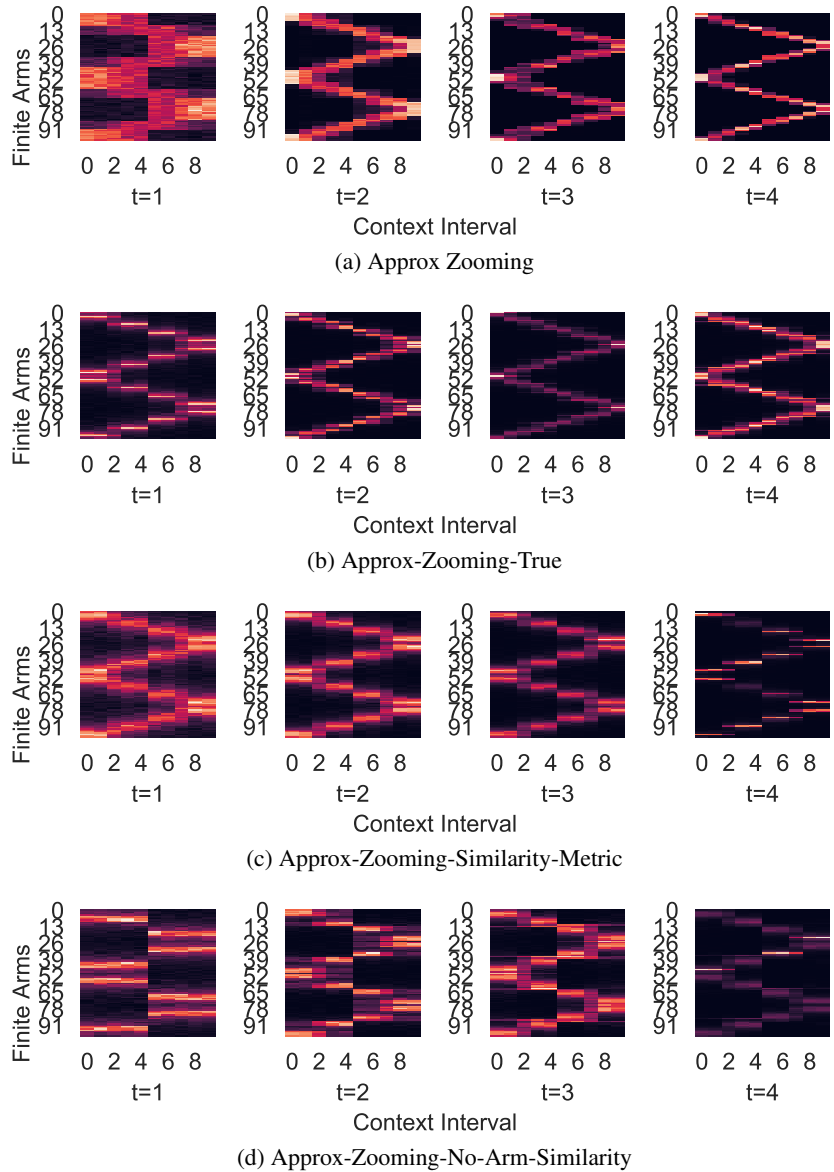 Finite Arms
0
13
26
39
52
65
78
91
0 2 4 6 8
t=1
0
13
26
39
52
65
78
91
0 2 4 6 8
t=2
0
13
26
39
52
65
78
91
0 2 4 6 8
t=3
0
13
26
39
52
65
78
91
0 2 4 6 8
t=4
Context Interval
(a) Approx Zooming
Finite Arms
0
13
26
39
52
65
78
91
0 2 4 6 8
t=1
0
13
26
39
52
65
78
91
0 2 4 6 8
t=2
0
13
26
39
52
65
78
91
0 2 4 6 8
t=3
0
13
26
39
52
65
78
91
0 2 4 6 8
t=4
Context Interval
(b) Approx-Zooming-True
Finite Arms
0
13
26
39
52
65
78
91
0 2 4 6 8
t=1
0
13
26
39
52
65
78
91
0 2 4 6 8
t=2
0
13
26
39
52
65
78
91
0 2 4 6 8
t=3
0
13
26
39
52
65
78
91
0 2 4 6 8
t=4
Context Interval
(c) Approx-Zooming-Similarity-Metric
Finite Arms
0
13
26
39
52
65
78
91
0 2 4 6 8
t=1
0
13
26
39
52
65
78
91
0 2 4 6 8
t=2
0
13
26
39
52
65
78
91
0 2 4 6 8
t=3
0
13
26
39
52
65
78
91
0 2 4 6 8
t=4
Context Interval
(d) Approx-Zooming-No-Arm-Similarity